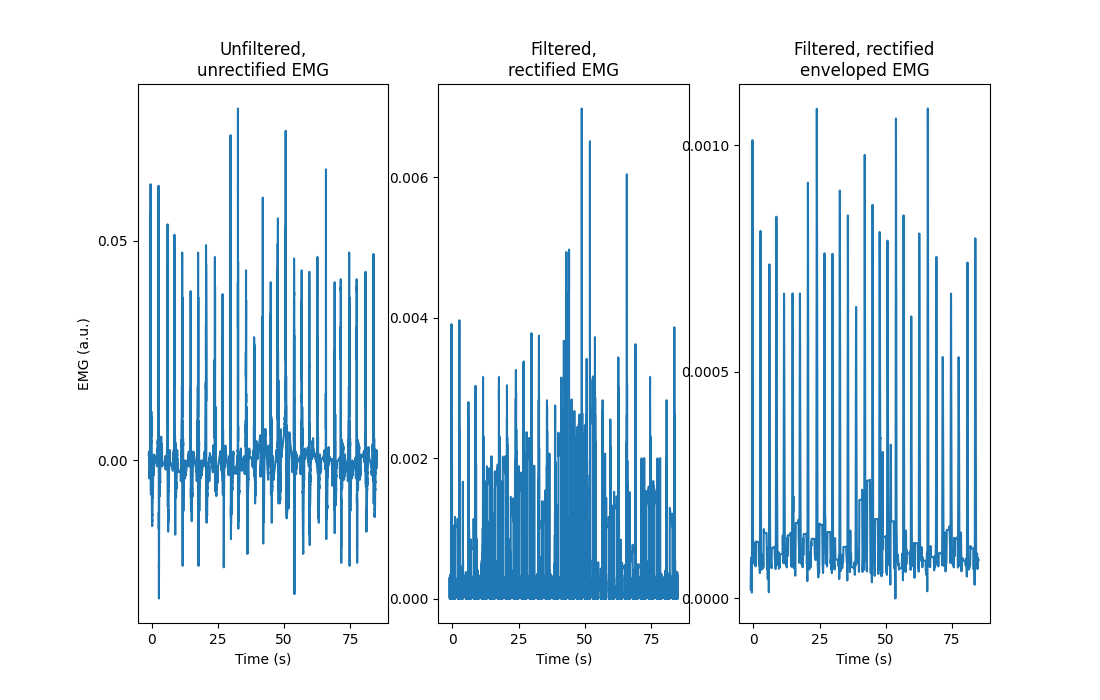 Unfiltered,
unrectified EMG
Filtered,
rectified EMG
Filtered, rectified
enveloped EMG
EMG (a.u.)
0.05
0.00
0.006
0.004
0.002
0.000
0.0010
0.0005
0.0000
0 25 50 75
0 25 50 75
0 25 50 75
Time (s)
Time (s)
Time (s)